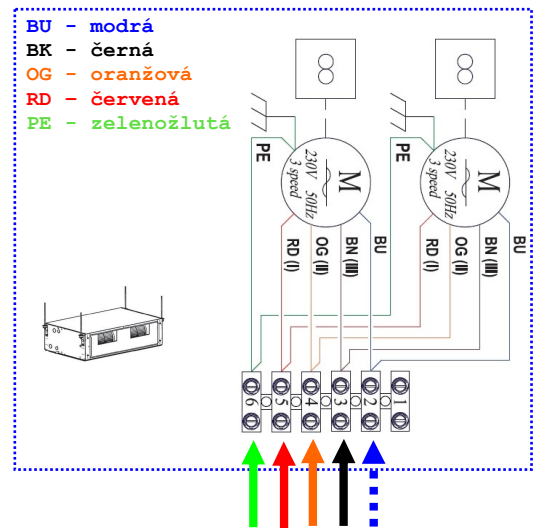 BU - modrá
BK - černá
OG - oranžová
RD - červená
PE - zelenožlutá
PE
M
230V 50Hz
3 speed
RD (I)
OG (II)
BN (III)
BU
PE
M
230V 50Hz
3 speed
RD (I)
OG (II)
BN (III)
BU
6 5 4 3 2 1